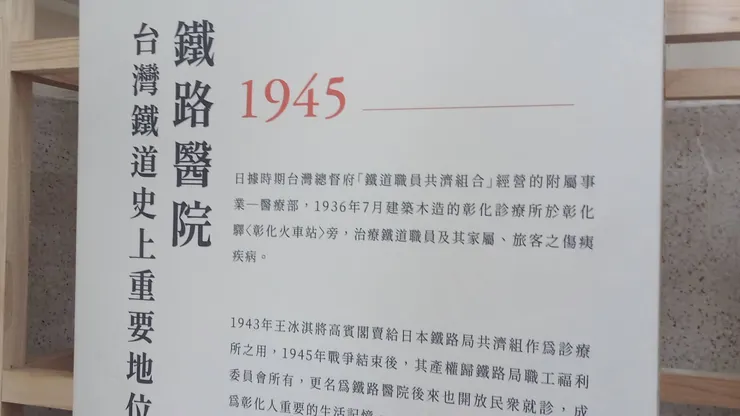 鐵路醫院
台灣鐵道史上重要地位
1945
日據時期台灣總督府「鐵道職員共濟組合」經營的附屬事
業—醫療部，1936年7月建築木造的彰化診療所於彰化
驛〈彰化火車站〉旁，治療鐵道職員及其家屬、旅客之傷痍
疾病。
1943年王冰淇將高賓閣賣給日本鐵路局共濟組作為診療
所之用，1945年戰爭結束後，其產權歸鐵路局職工福利
委員會所有，更名為鐵路醫院後來也開放民衆就診，成
為彰化人重要的生活記憶。